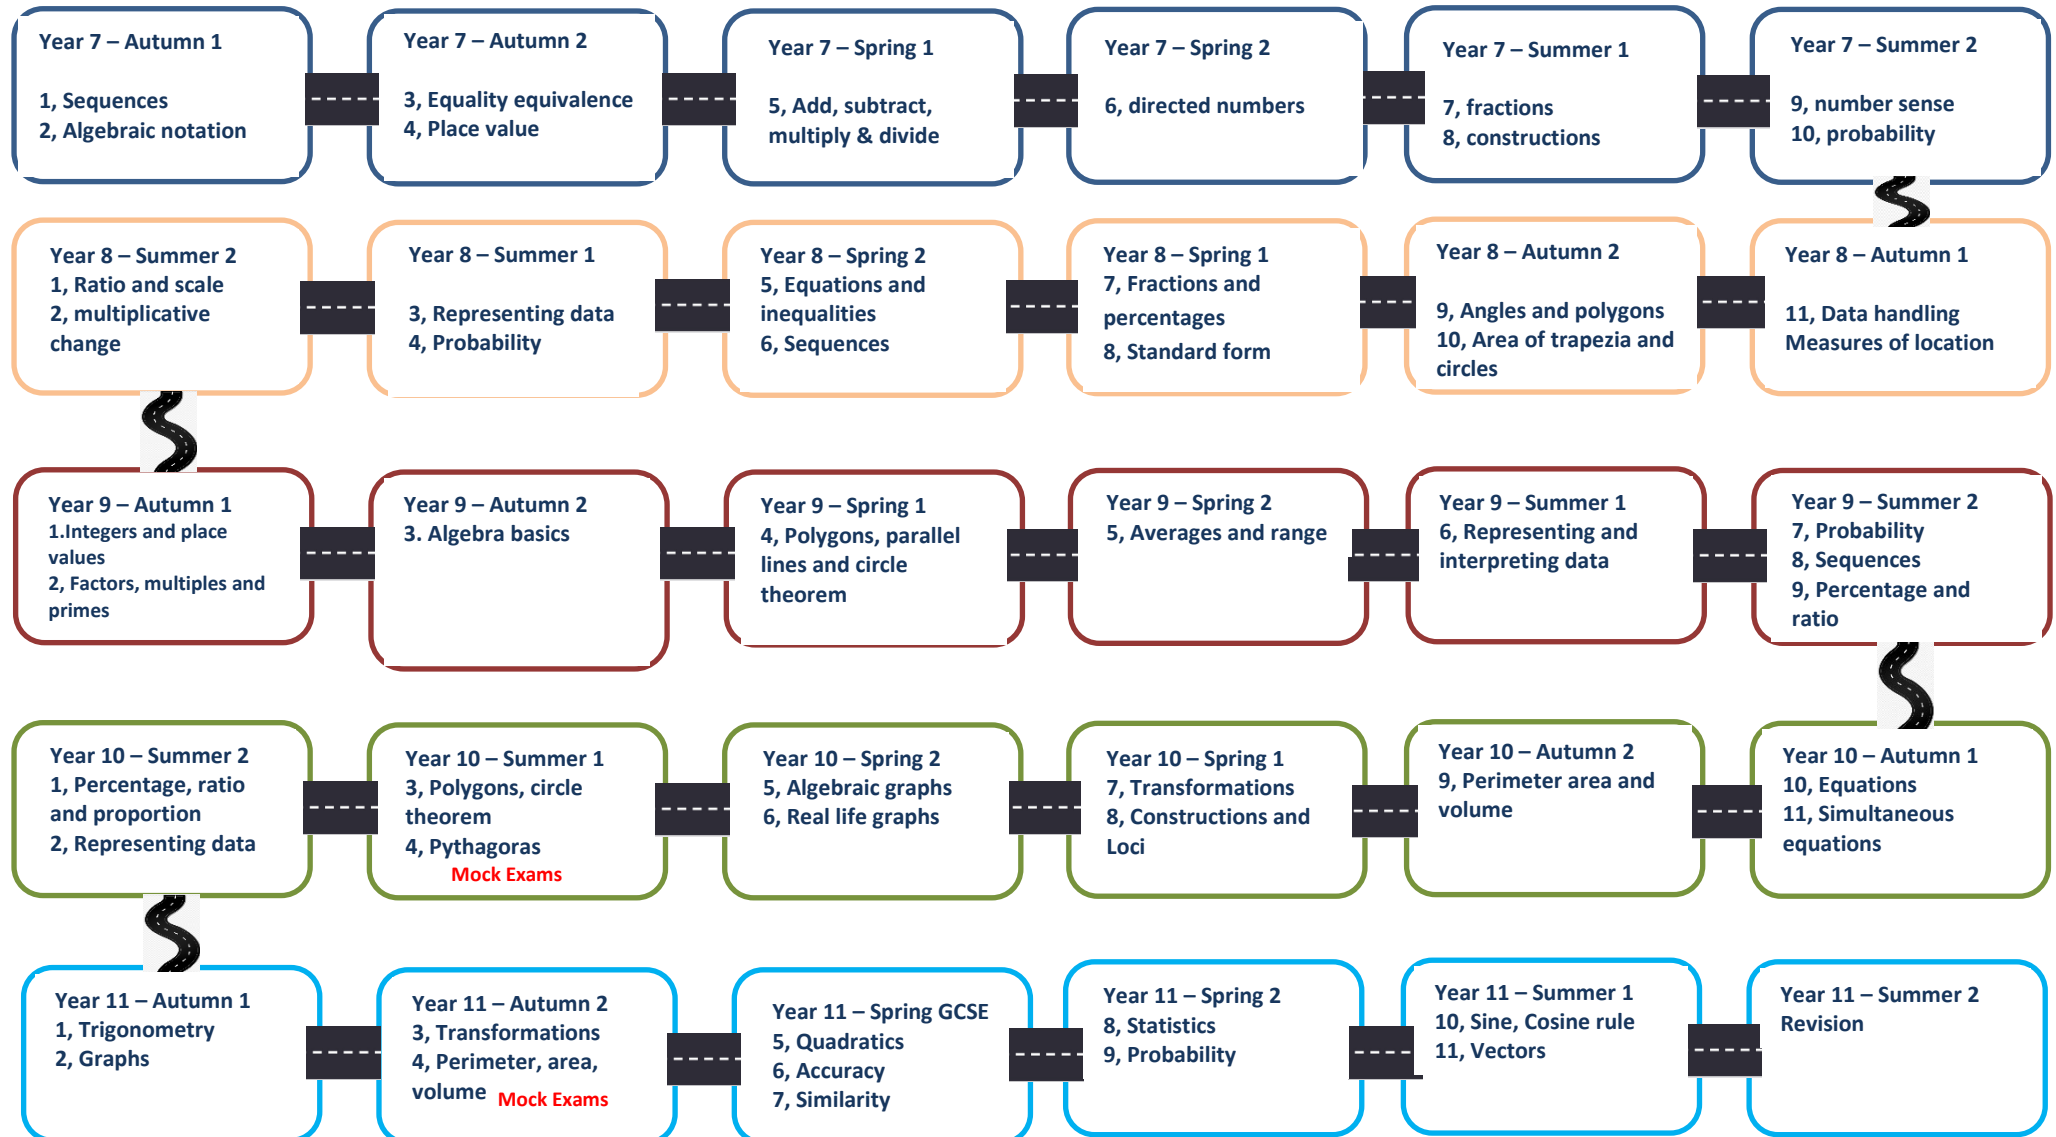 Year 7 – Autumn 1
1, Sequences
2, Algebraic notation
Year 7 – Autumn 2
3, Equality equivalence
4, Place value
Year 7 – Spring 1
5, Add, subtract,
multiply & divide
Year 7 – Spring 2
6, directed numbers
Year 7 – Summer 1
7, fractions
8, constructions
Year 7 – Summer 2
9, number sense
10, probability
Year 8 – Summer 2
1, Ratio and scale
2, multiplicative
change
Year 8 – Summer 1
3, Representing data
4, Probability
Year 8 – Spring 2
5, Equations and
inequalities
6, Sequences
Year 8 – Spring 1
7, Fractions and
percentages
8, Standard form
Year 8 – Autumn 2
9, Angles and polygons
10, Area of trapezia and
circles
Year 8 – Autumn 1
11, Data handling
Measures of location
Year 9 – Autumn 1
1.Integers and place
values
2, Factors, multiples and
primes
Year 9 – Autumn 2
3. Algebra basics
Year 9 – Spring 1
4, Polygons, parallel
lines and circle
theorem
Year 9 – Spring 2
5, Averages and range
Year 9 – Summer 1
6, Representing and
interpreting data
Year 9 – Summer 2
7, Probability
8, Sequences
9, Percentage and
ratio
Year 10 – Summer 2
1, Percentage, ratio
and proportion
2, Representing data
Year 10 – Summer 1
3, Polygons, circle
theorem
4, Pythagoras
Mock Exams
Year 10 – Spring 2
5, Algebraic graphs
6, Real life graphs
Year 10 – Spring 1
7, Transformations
8, Constructions and
Loci
Year 10 – Autumn 2
9, Perimeter area and
volume
Year 10 – Autumn 1
10, Equations
11, Simultaneous
equations
Year 11 – Autumn 1
1, Trigonometry
2, Graphs
Year 11 – Autumn 2
3, Transformations
4, Perimeter, area,
volume Mock Exams
Year 11 – Spring GCSE
5, Quadratics
6, Accuracy
7, Similarity
Year 11 – Spring 2
8, Statistics
9, Probability
Year 11 – Summer 1
10, Sine, Cosine rule
11, Vectors
Year 11 – Summer 2
Revision